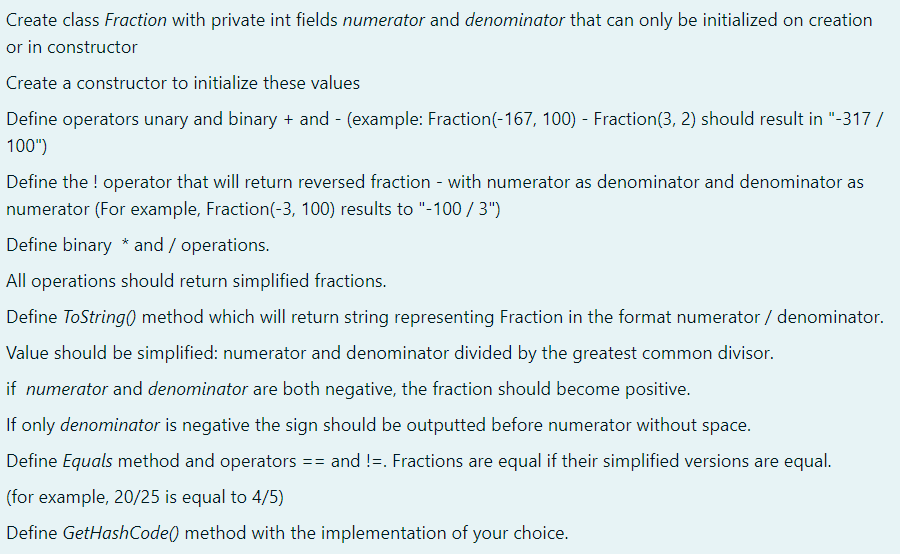 Create class Fraction with private int fields numerator and denominator that can only be initialized on creation
or in constructor
Create a constructor to initialize these values
Define operators unary and binary + and - (example: Fraction(-167, 100) - Fraction(3, 2) should result in "-317 /
100")
Define the ! operator that will return reversed fraction - with numerator as denominator and denominator as
numerator (For example, Fraction(-3, 100) results to "-100 / 3")
Define binary * and / operations.
All operations should return simplified fractions.
Define ToString() method which will return string representing Fraction in the format numerator / denominator.
Value should be simplified: numerator and denominator divided by the greatest common divisor.
if numerator and denominator are both negative, the fraction should become positive.
If only denominator is negative the sign should be outputted before numerator without space.
Define Equals method and operators == and !=. Fractions are equal if their simplified versions are equal.
(for example, 20/25 is equal to 4/5)
Define GetHashCode() method with the implementation of your choice.